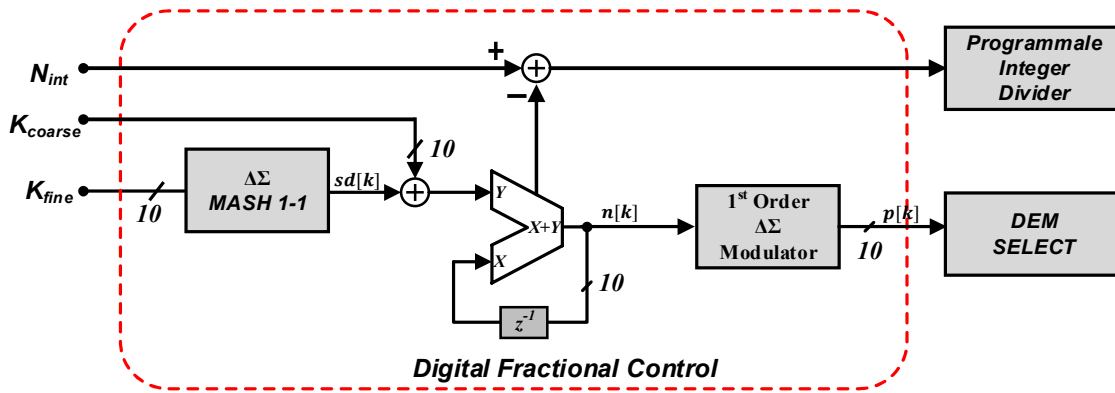 N_int
K_coarse
K_fine
10
ΔΣ
MASH 1-1
sd[k]
10
+
−
Y
X+Y
X
z^-1
10
n[k]
1st Order
ΔΣ
Modulator
p[k]
10
Programmale
Integer
Divider
DEM
SELECT
Digital Fractional Control